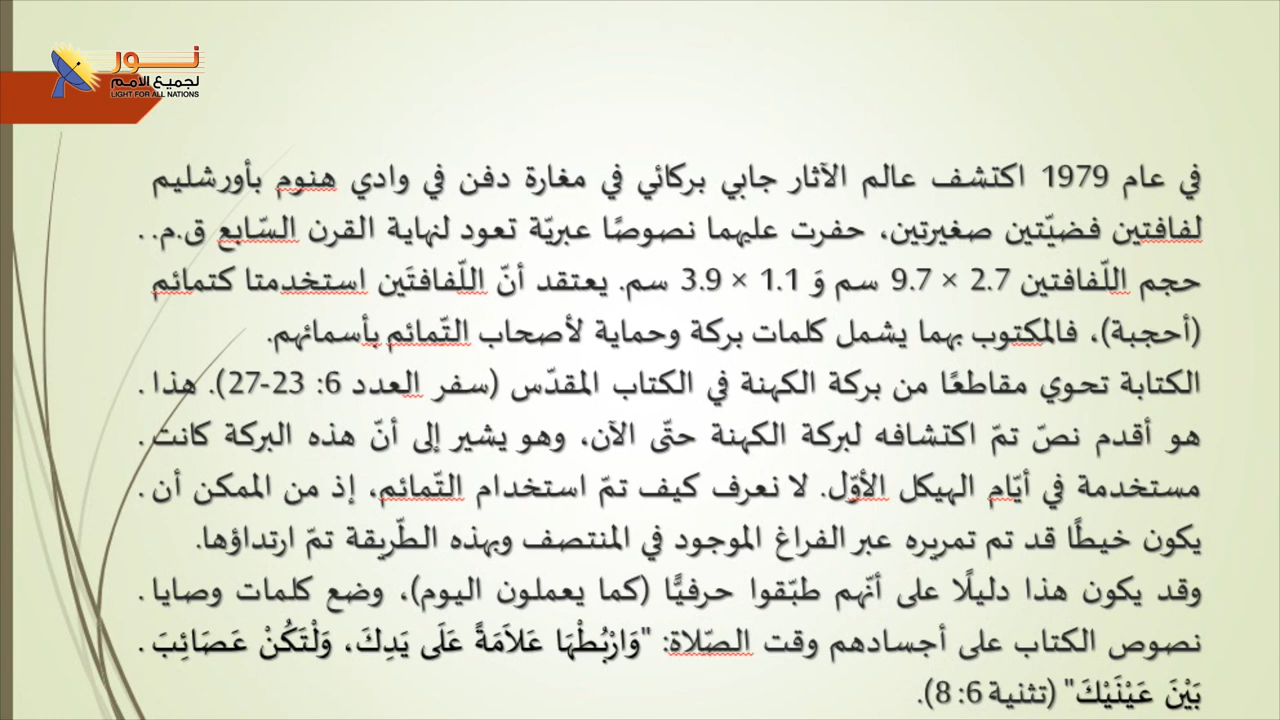 نور
لجميع الأمم
LIGHT FOR ALL NATIONS
في عام 1979 اكتشف عالم الآثار جابي بركائي في مغارة دفن في وادي هنوم بأورشليم
لفافتين فضيّتين صغيرتين، حفرت عليهما نصوصًا عبريّة تعود لنهاية القرن السّابع ق.م. .
حجم اللّفافتين 2.7 × 9.7 سم وَ 1.1 × 3.9 سم. يعتقد أنّ اللّفافتَين استخدمتا كتمائم
(أحجبة)، فالمكتوب بهما يشمل كلمات بركة وحماية لأصحاب التّمائم بأسمائهم.
الكتابة تحوي مقاطعًا من بركة الكهنة في الكتاب المقدّس (سفر العدد 6: 23-27). هذا .
هو أقدم نصّ تمّ اكتشافه لبركة الكهنة حتّى الآن، وهو يشير إلى أنّ هذه البركة كانت .
مستخدمة في أيّام الهيكل الأوّل. لا نعرف كيف تمّ استخدام التّمائم، إذ من الممكن أن .
يكون خيطًا قد تم تمريره عبر الفراغ الموجود في المنتصف وبهذه الطّريقة تمّ ارتداؤها.
وقد يكون هذا دليلًا على أنّهم طبّقوا حرفيًّا (كما يعملون اليوم)، وضع كلمات وصايا .
نصوص الكتاب على أجسادهم وقت الصّلاة: "وَارْبُطْهَا عَلاَمَةً عَلَى يَدِكَ، وَلْتَكُنْ عَصَائِبَ .
بَيْنَ عَيْنَيْكَ" (تثنية 6: 8).